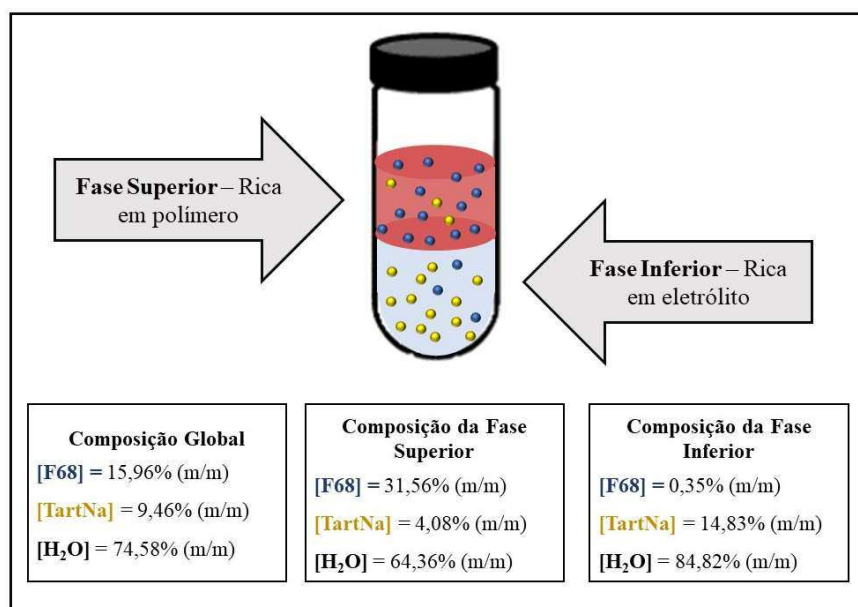 Fase Superior – Rica
em polímero
Fase Inferior – Rica
em eletrólito
Composição Global
[F68] = 15,96% (m/m)
[TartNa] = 9,46% (m/m)
[H₂O] = 74,58% (m/m)
Composição da Fase
Superior
[F68] = 31,56% (m/m)
[TartNa] = 4,08% (m/m)
[H₂O] = 64,36% (m/m)
Composição da Fase
Inferior
[F68] = 0,35% (m/m)
[TartNa] = 14,83% (m/m)
[H₂O] = 84,82% (m/m)